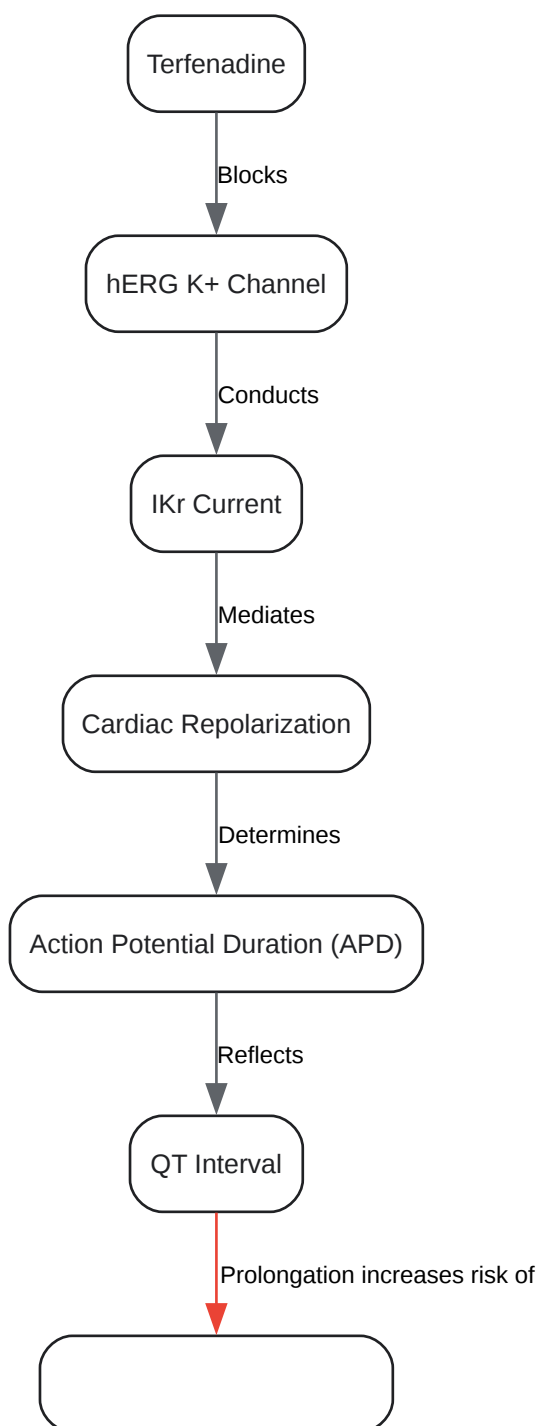 Terfenadine
Blocks
hERG K+ Channel
Conducts
IKr Current
Mediates
Cardiac Repolarization
Determines
Action Potential Duration (APD)
Reflects
QT Interval
Prolongation increases risk of